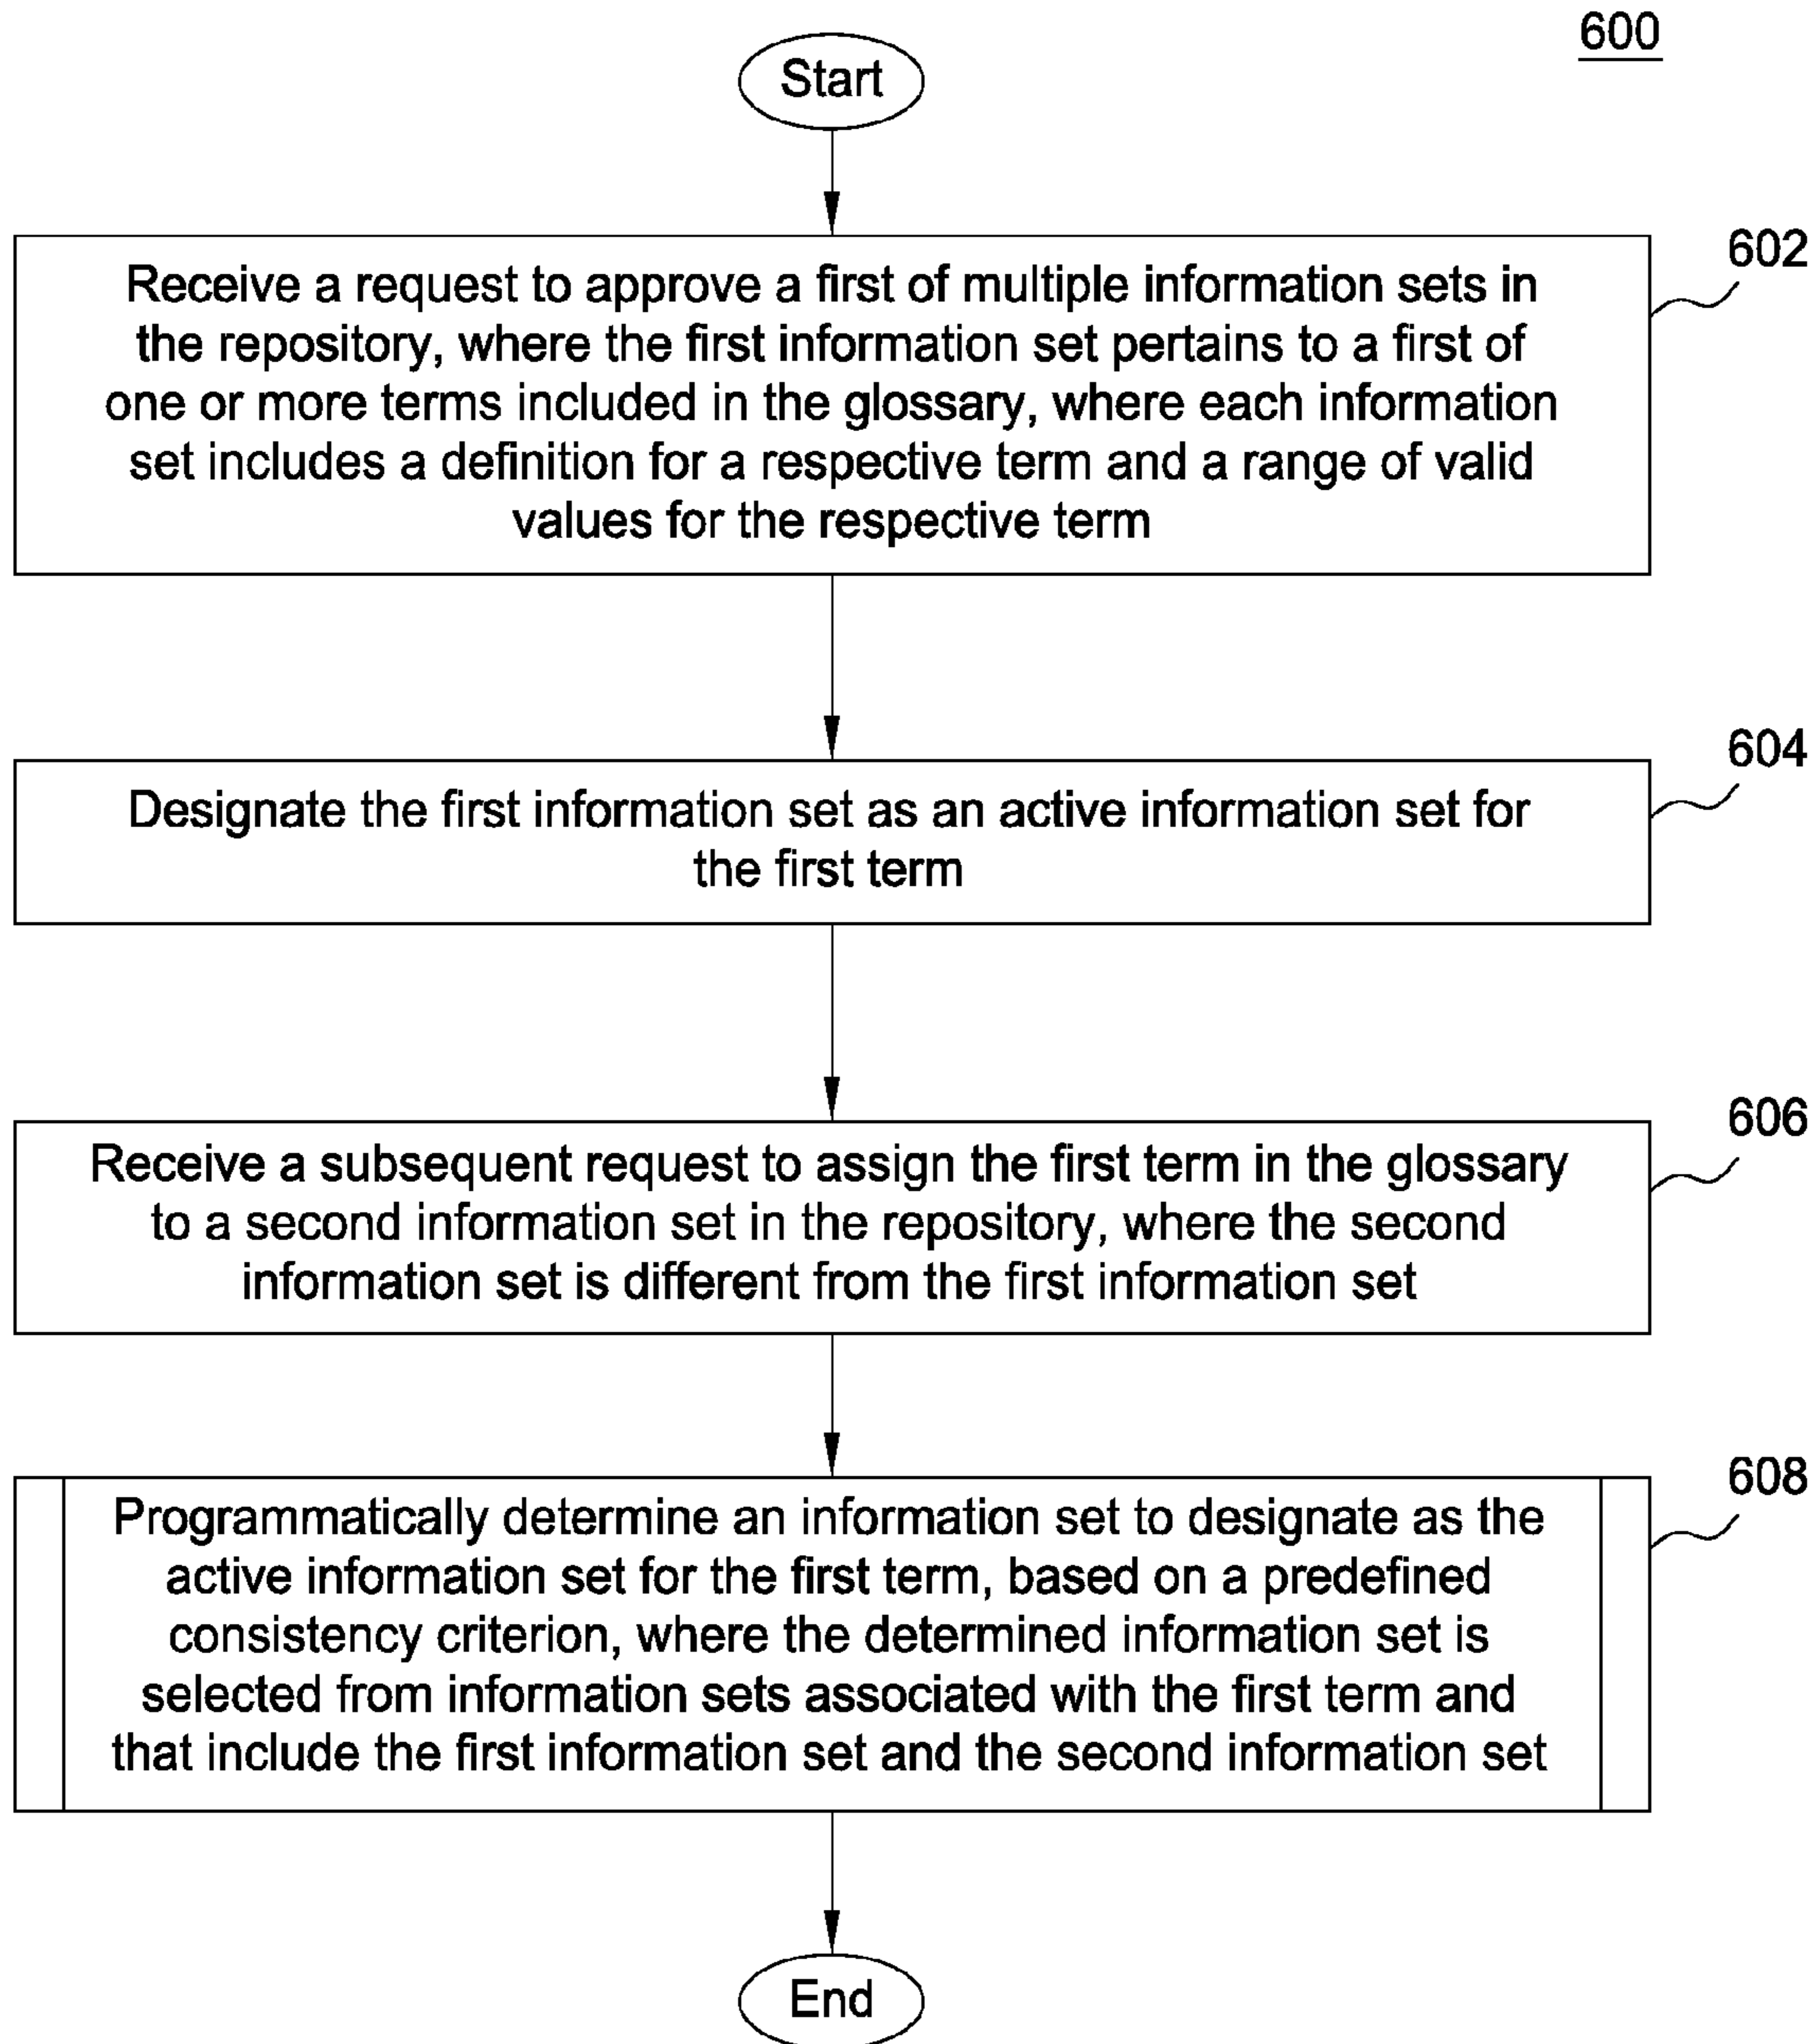 600
Start
602
Receive a request to approve a first of multiple information sets in
the repository, where the first information set pertains to a first of
one or more terms included in the glossary, where each information
set includes a definition for a respective term and a range of valid
values for the respective term
604
Designate the first information set as an active information set for
the first term
606
Receive a subsequent request to assign the first term in the glossary
to a second information set in the repository, where the second
information set is different from the first information set
608
Programmatically determine an information set to designate as the
active information set for the first term, based on a predefined
consistency criterion, where the determined information set is
selected from information sets associated with the first term and
that include the first information set and the second information set
End